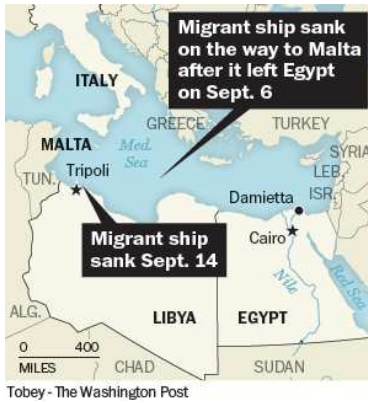 Migrant ship sank
on the way to Malta
after it left Egypt
on Sept. 6
ITALY
GREECE
TURKEY
MALTA
Med.
Sea
SYRIA
LEB.
TUN.
Tripoli
ISR.
Damietta
Cairo
Migrant ship
sank Sept. 14
Nile
Red Sea
ALG.
LIBYA
EGYPT
0 400
MILES
CHAD
SUDAN
Tobey - The Washington Post